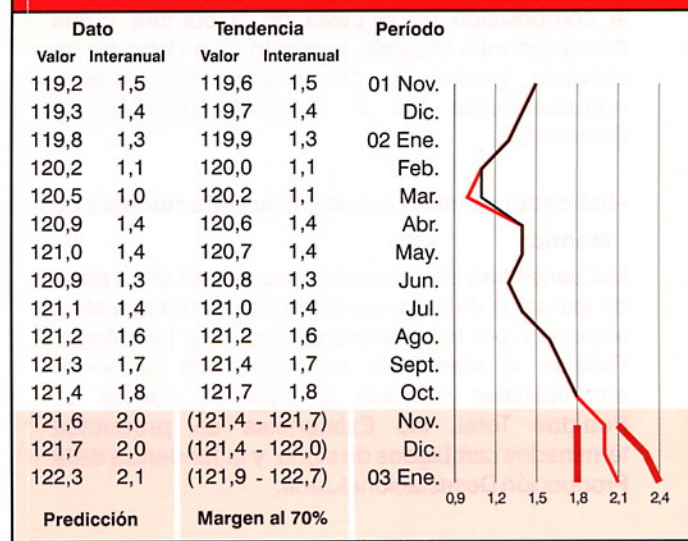 Dato Tendencia Período
Valor Interanual Valor Interanual
119,2 1,5 119,6 1,5 01 Nov.
119,3 1,4 119,7 1,4 Dic.
119,8 1,3 119,9 1,3 02 Ene.
120,2 1,1 120,0 1,1 Feb.
120,5 1,0 120,2 1,1 Mar.
120,9 1,4 120,6 1,4 Abr.
121,0 1,4 120,7 1,4 May.
120,9 1,3 120,8 1,3 Jun.
121,1 1,4 121,0 1,4 Jul.
121,2 1,6 121,2 1,6 Ago.
121,3 1,7 121,4 1,7 Sept.
121,4 1,8 121,7 1,8 Oct.
121,6 2,0 (121,4 - 121,7) Nov.
121,7 2,0 (121,4 - 122,0) Dic.
122,3 2,1 (121,9 - 122,7) 03 Ene.
0,9 1,2 1,5 1,8 2,1 2,4
Predicción Margen al 70%